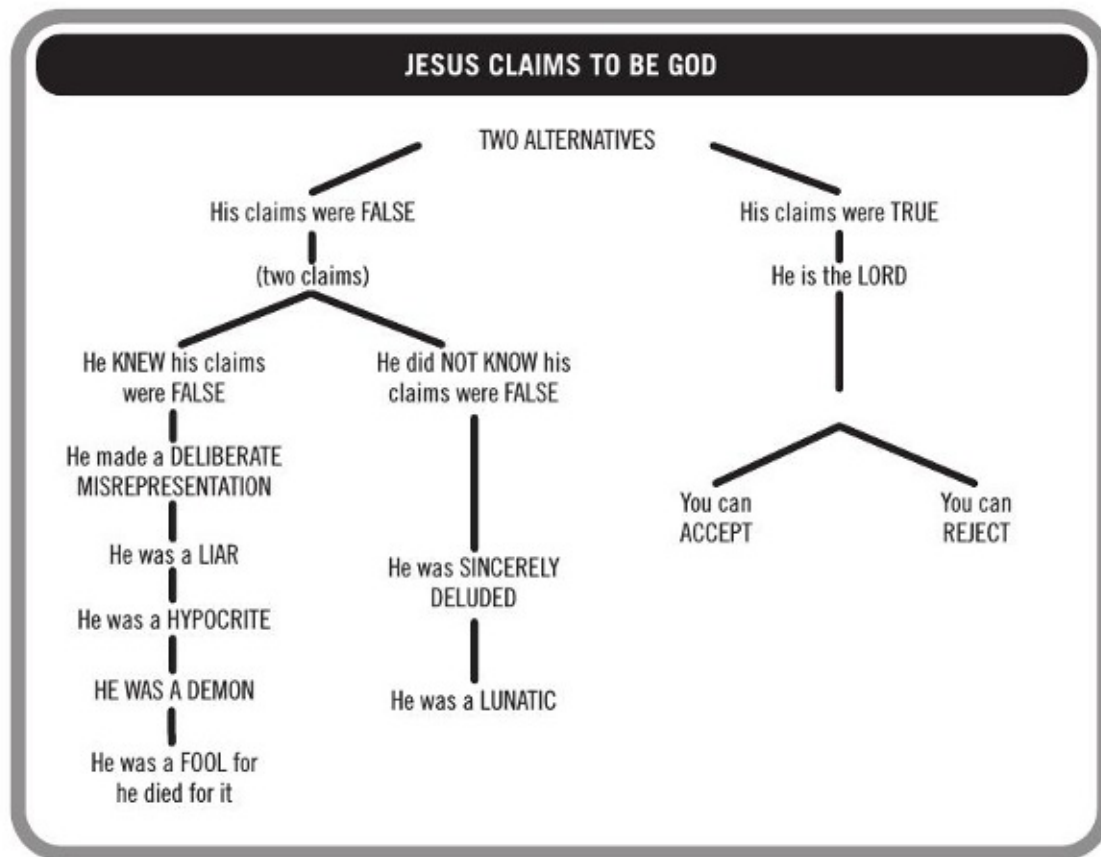 JESUS CLAIMS TO BE GOD
TWO ALTERNATIVES
His claims were FALSE
(two claims)
He KNEW his claims
were FALSE
He made a DELIBERATE
MISREPRESENTATION
He was a LIAR
He was a HYPOCRITE
HE WAS A DEMON
He was a FOOL for
he died for it
He did NOT KNOW his
claims were FALSE
He was SINCERELY
DELUDED
He was a LUNATIC
His claims were TRUE
He is the LORD
You can
ACCEPT
You can
REJECT